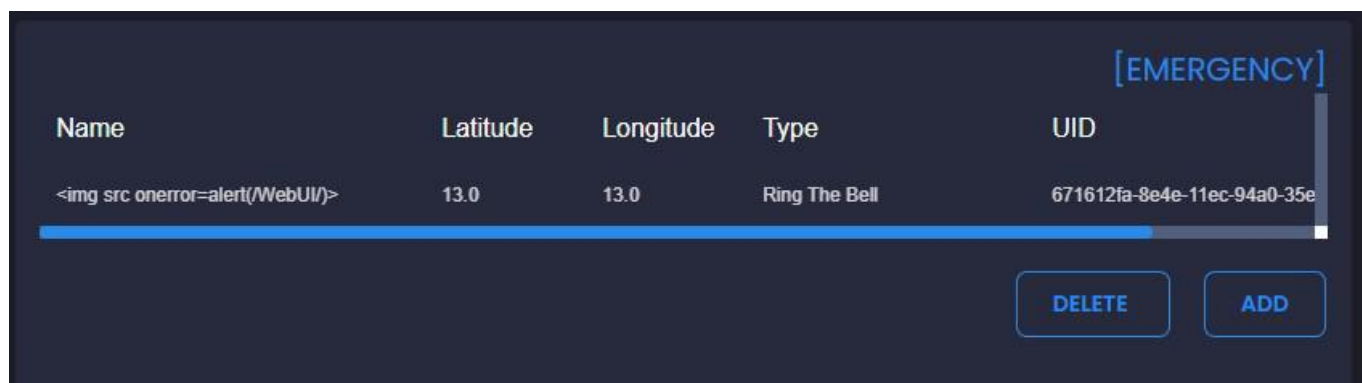 [EMERGENCY]
Name Latitude Longitude Type UID
<img src onerror=alert(/WebUI/)> 13.0 13.0 Ring The Bell 671612fa-8e4e-11ec-94a0-35e
DELETE ADD